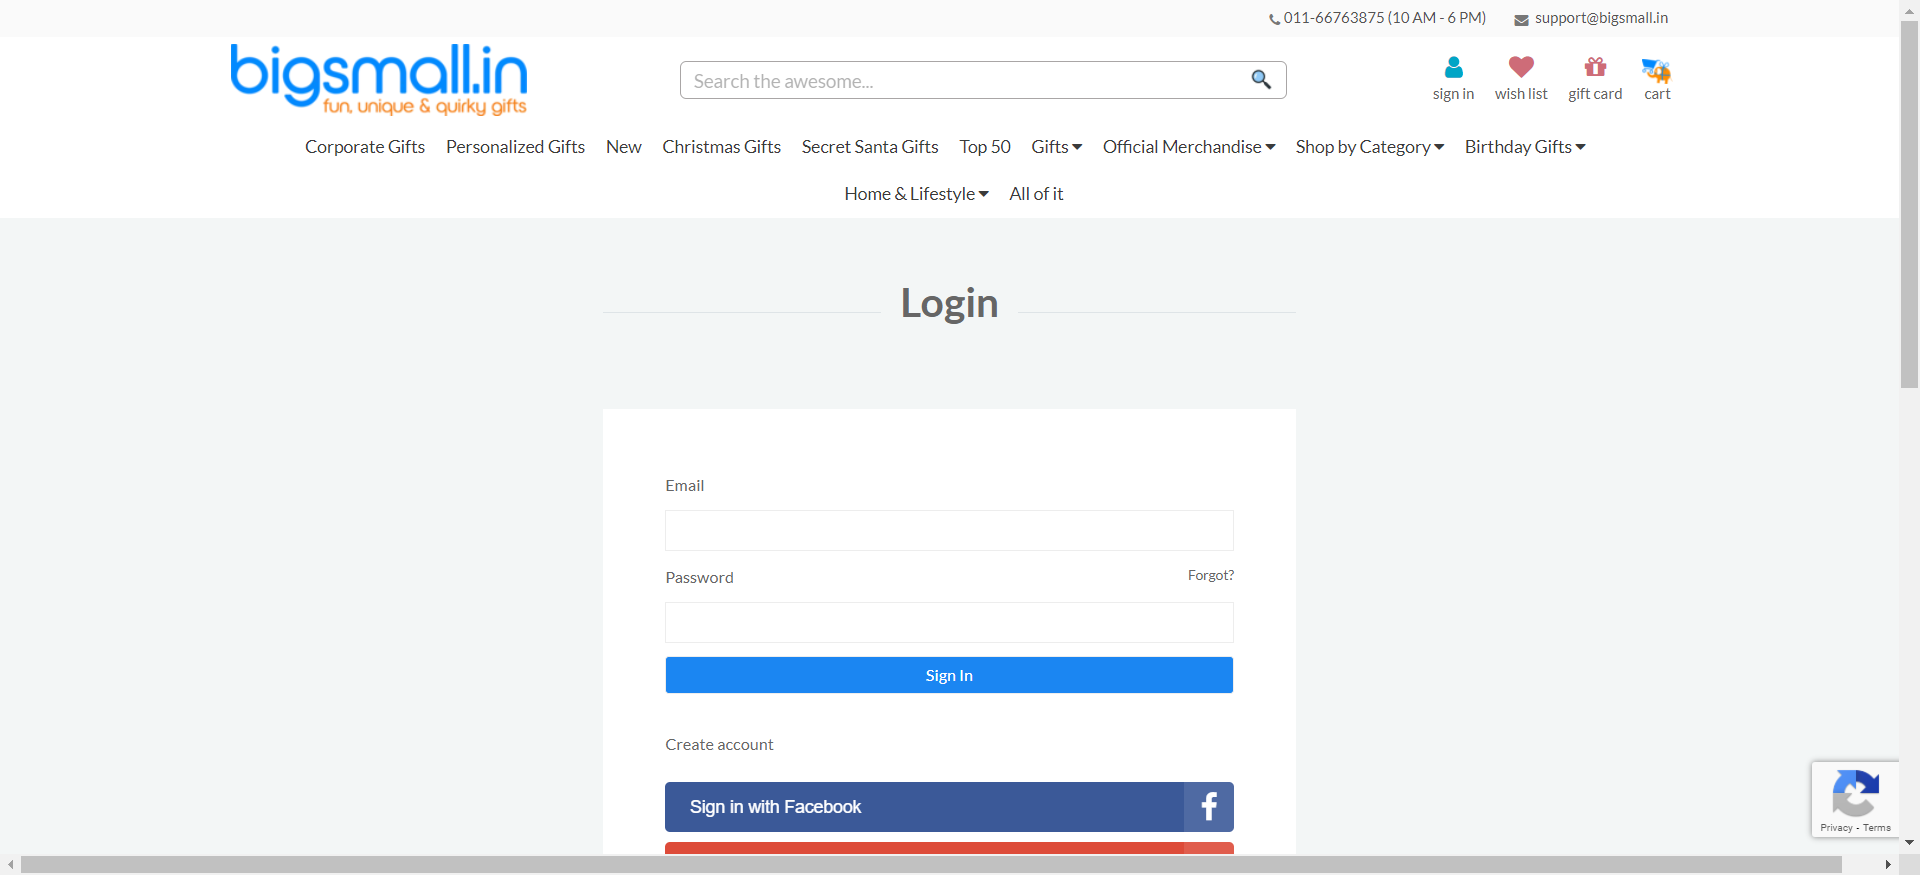 011-66763875 (10 AM - 6 PM) support@bigsmall.in
bigsmall.in
fun, unique & quirky gifts
Search the awesome...
sign in wish list gift card cart
Corporate Gifts Personalized Gifts New Christmas Gifts Secret Santa Gifts Top 50 Gifts Official Merchandise Shop by Category Birthday Gifts
Home & Lifestyle All of it
Login
Email
Password Forgot?
Sign In
Create account
Sign in with Facebook
Privacy - Terms